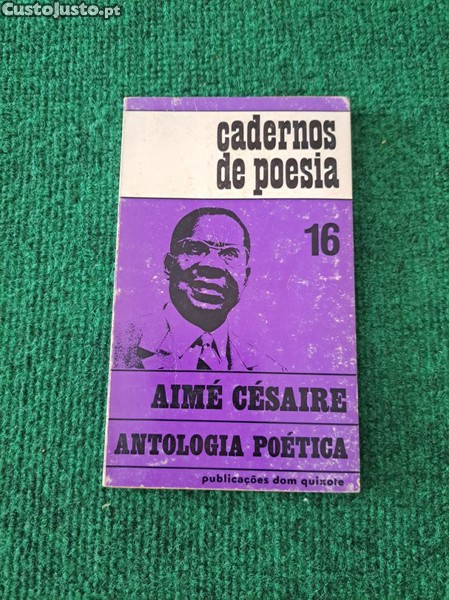 CustoJusto.pt
cadernos
de poesia
16
AIMÉ CÉSAIRE
ANTOLOGIA POÉTICA
publicações dom quixote